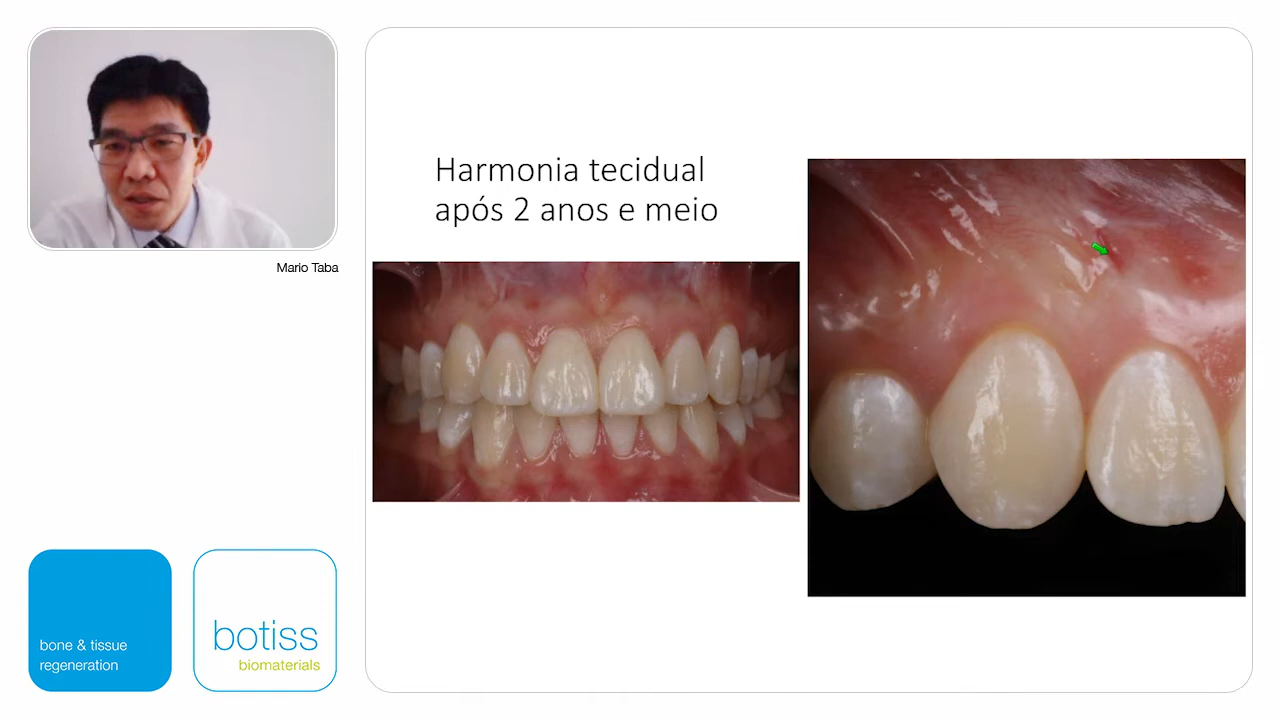 Mario Taba
Harmonia tecidual
após 2 anos e meio
bone & tissue
regeneration
botiss
biomaterials